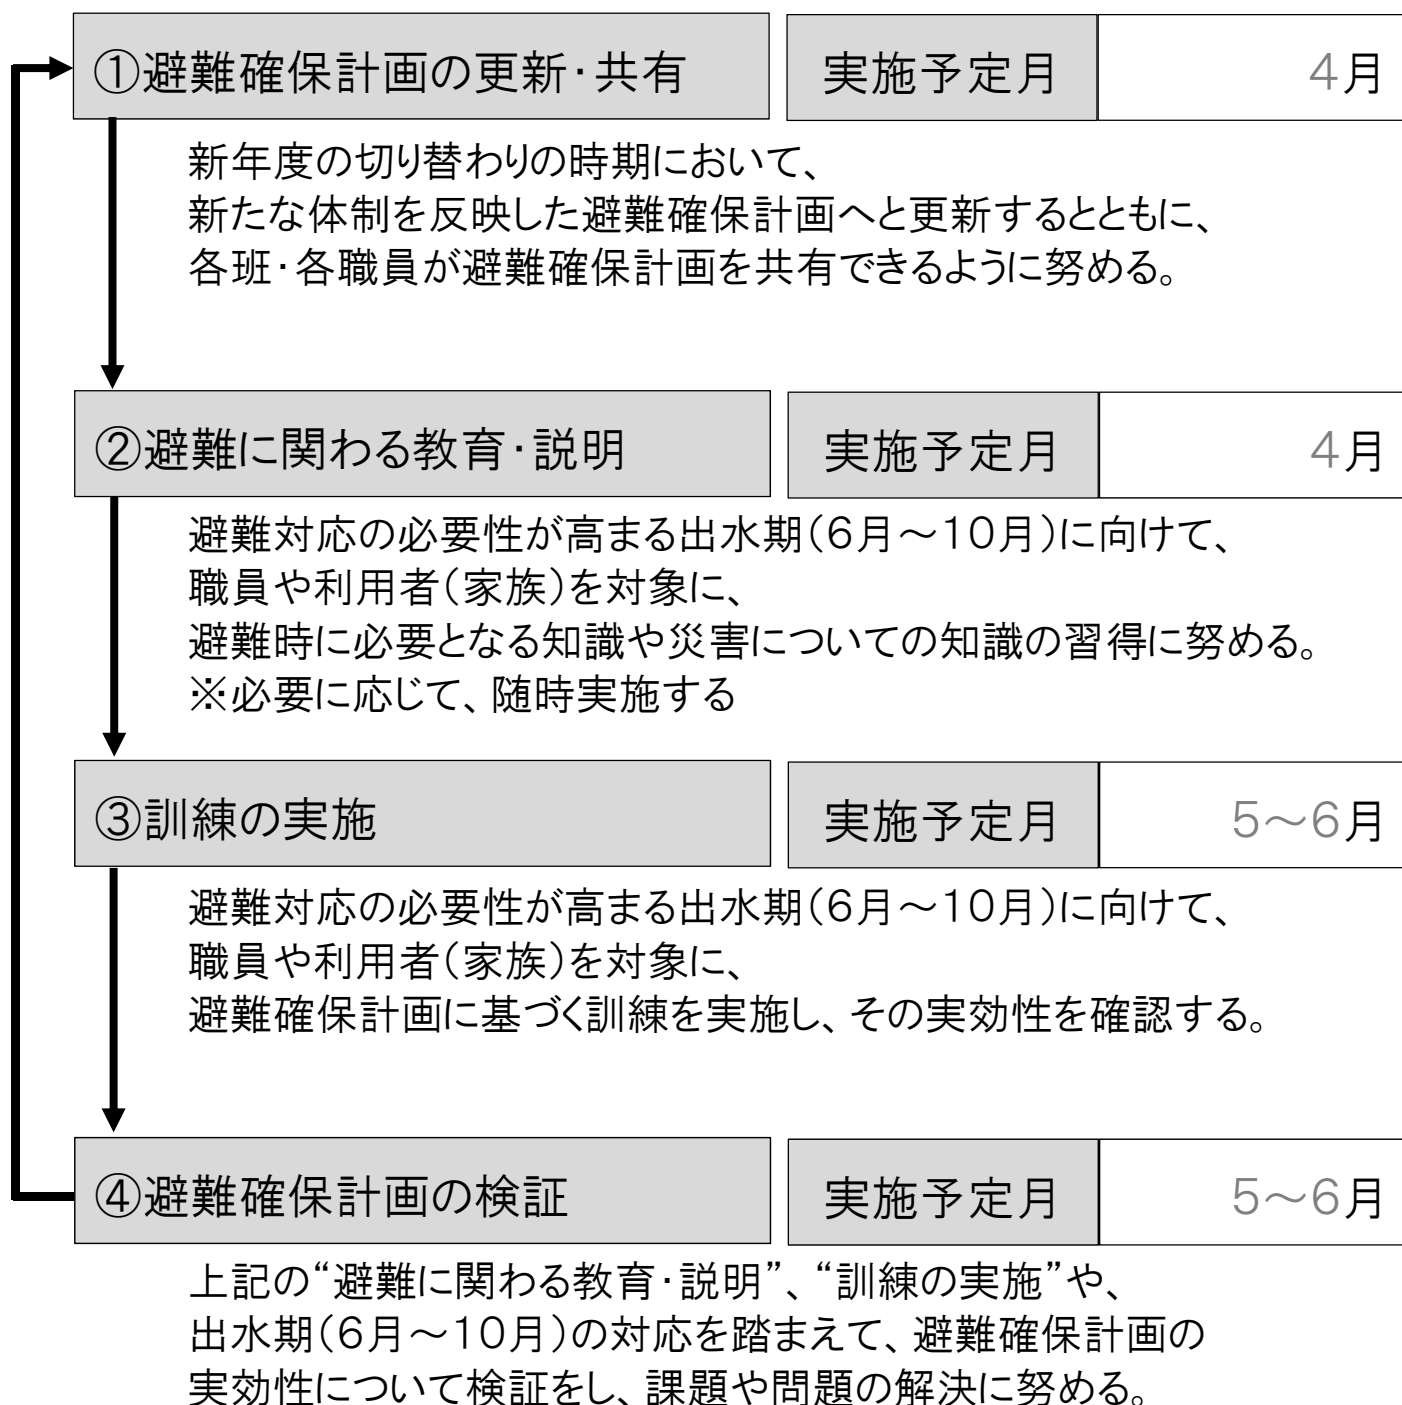 ①避難確保計画の更新・共有 実施予定月 4月
新年度の切り替わりの時期において、
新たな体制を反映した避難確保計画へと更新するとともに、
各班・各職員が避難確保計画を共有できるように努める。
②避難に関わる教育・説明 実施予定月 4月
避難対応の必要性が高まる出水期(6月～10月)に向けて、
職員や利用者(家族)を対象に、
避難時に必要となる知識や災害についての知識の習得に努める。
※必要に応じて、随時実施する
③訓練の実施 実施予定月 5～6月
避難対応の必要性が高まる出水期(6月～10月)に向けて、
職員や利用者(家族)を対象に、
避難確保計画に基づく訓練を実施し、その実効性を確認する。
④避難確保計画の検証 実施予定月 5～6月
上記の“避難に関わる教育・説明”、“訓練の実施”や、
出水期(6月～10月)の対応を踏まえて、避難確保計画の
実効性について検証をし、課題や問題の解決に努める。